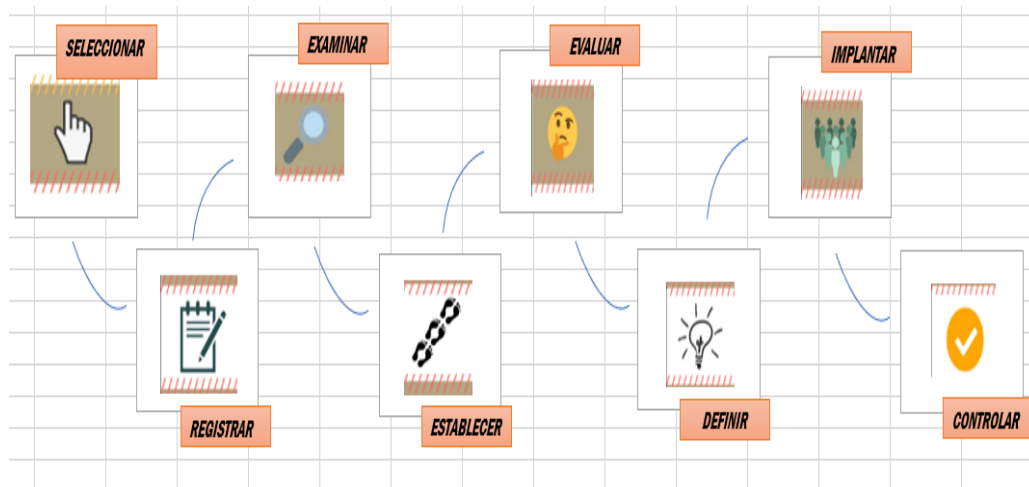 SELECCIONAR
REGISTRAR
EXAMINAR
ESTABLECER
EVALUAR
DEFINIR
IMPLANTAR
CONTROLAR